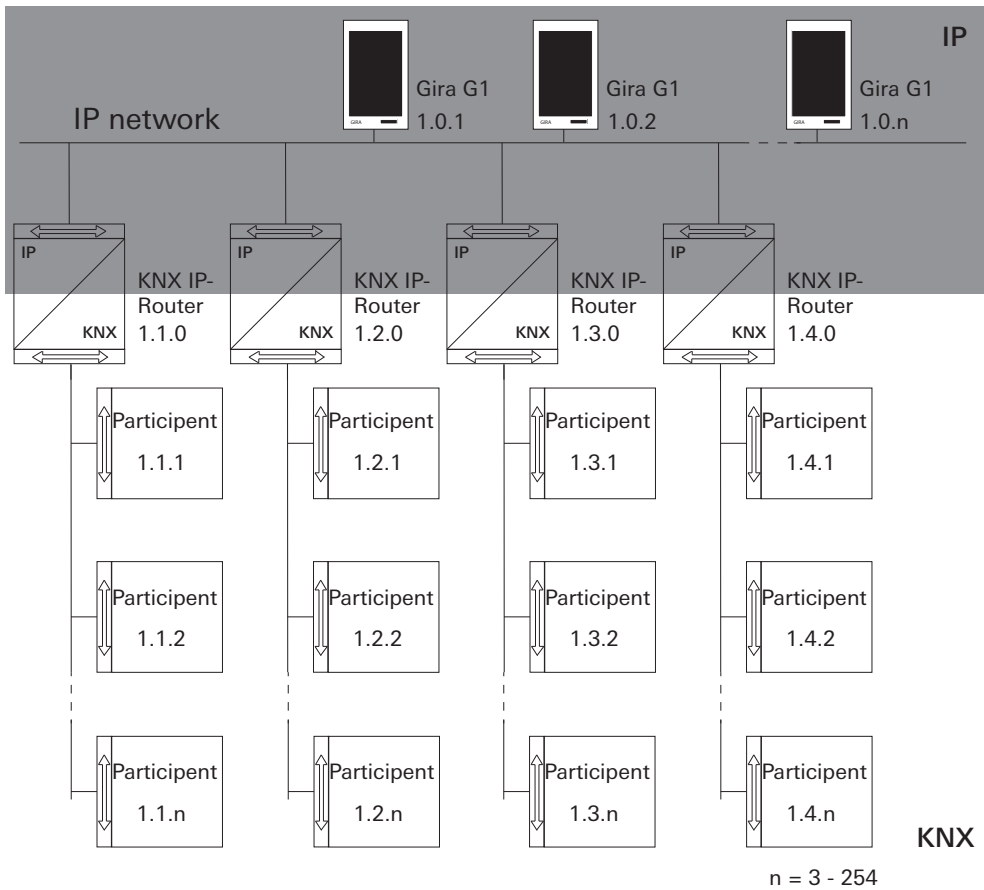 IP
Gira G1
Gira G1
Gira G1
IP network
1.0.1
1.0.2
1.0.n
GIRA
GIRA
GIRA
IP
IP
IP
IP
KNX IP-
Router
1.1.0
KNX IP-
Router
1.2.0
KNX IP-
Router
1.3.0
KNX IP-
Router
1.4.0
KNX
KNX
KNX
KNX
Participent
1.1.1
Participent
1.2.1
Participent
1.3.1
Participent
1.4.1
Participent
1.1.2
Participent
1.2.2
Participent
1.3.2
Participent
1.4.2
Participent
1.1.n
Participent
1.2.n
Participent
1.3.n
Participent
1.4.n
KNX
n = 3 - 254